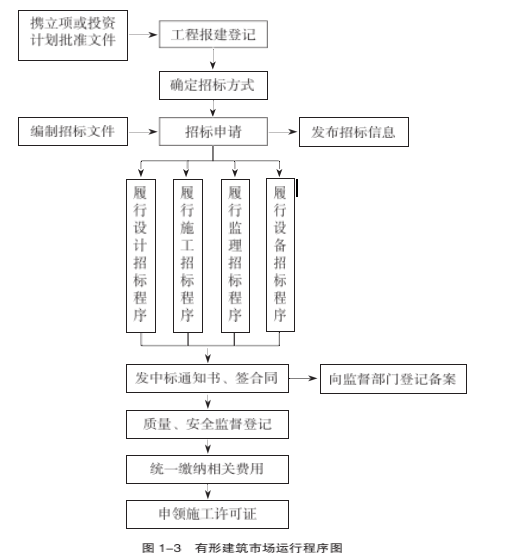 携立项或投资
计划批准文件
工程报建登记
确定招标方式
编制招标文件
招标申请
发布招标信息
履行设计招标程序
履行施工招标程序
履行监理招标程序
履行设备招标程序
发中标通知书、签合同
向监督部门登记备案
质量、安全监督登记
统一缴纳相关费用
申领施工许可证
图 1-3 有形建筑市场运行程序图